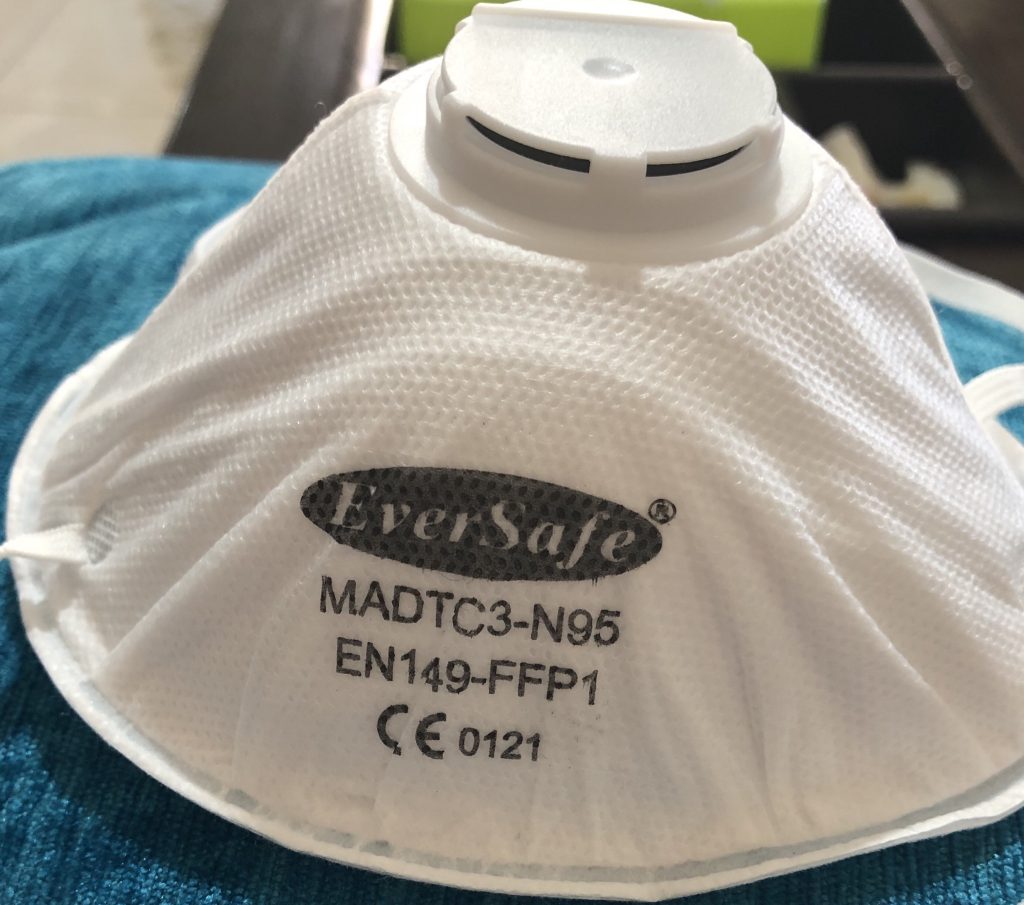 EverSafe®
MADTC3-N95
EN149-FFP1
CE 0121